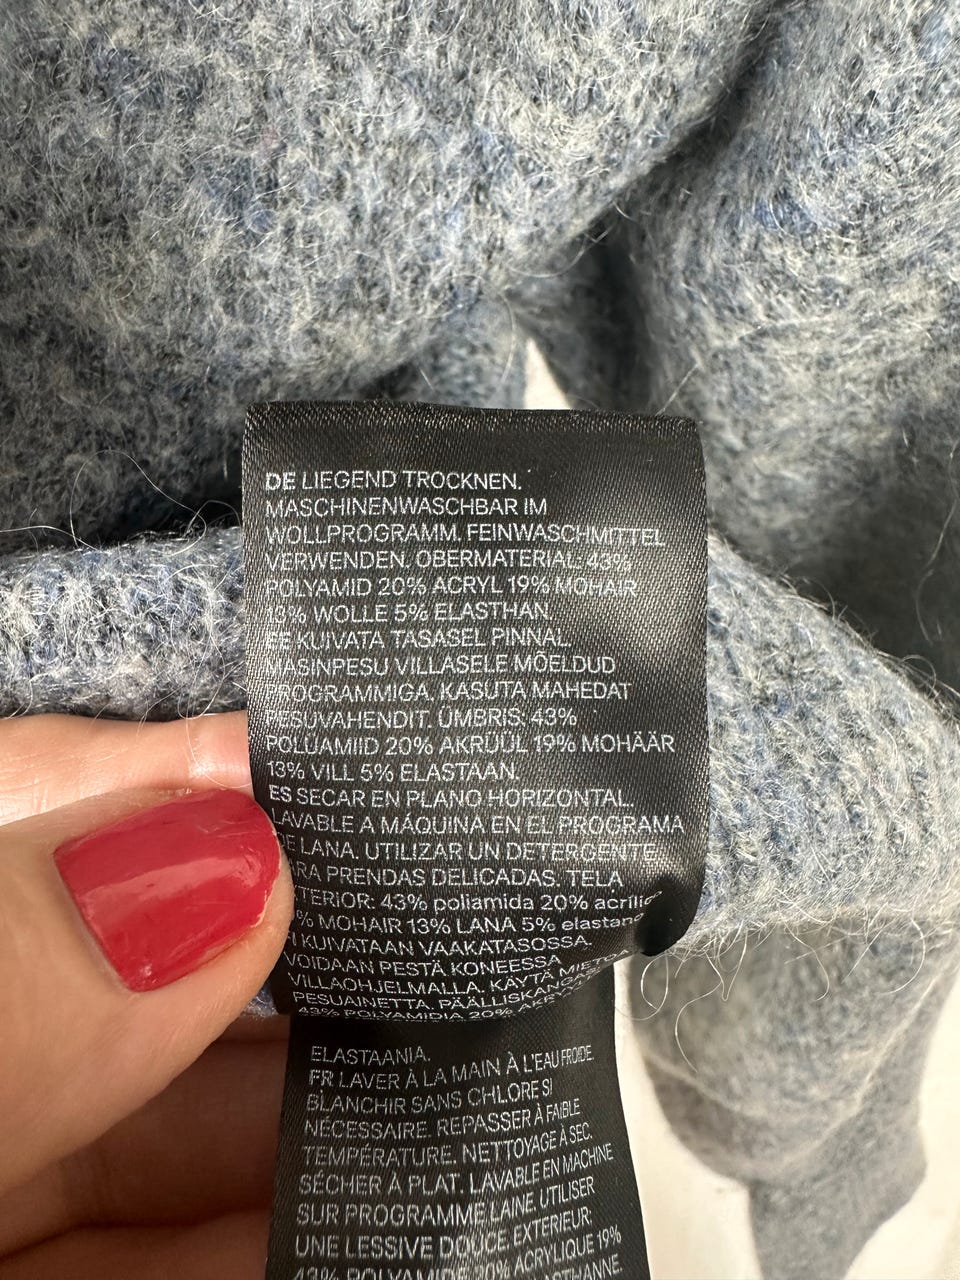 DE LIEGEND TROCKNEN.
MASCHINENWASCHBAR IM
WOLLPROGRAMM. FEINWASCHMITTEL
VERWENDEN. OBERMATERIAL: 43%
POLYAMID 20% ACRYL 19% MOHAIR
13% WOLLE 5% ELASTHAN.
EE KUIVATA TASASEL PINNAL.
MASINPESU VILLASELE MÕELDUD
PROGRAMMIGA. KASUTA MAHEDAT
PESUVAHENDIT. ÜMBRIS: 43%
POLÜAMIID 20% AKRÜÜL 19% MOHÄÄR
13% VILL 5% ELASTAAN.
ES SECAR EN PLANO HORIZONTAL.
LAVABLE A MÁQUINA EN EL PROGRAMA
DE LANA. UTILIZAR UN DETERGENTE
PRENDAS DELICADAS. TELA
43% poliamida 20%
% MOHAIR 13% LANA 5%
KUIVATAAN VAAKATASOSSA.
VOIDAAN PESTÄ KONEESSA
VILLAOHJELMALLA. KÄYTÄ
PESUAINETTA.
43% POLYAMIDIA 20%
ELASTAANIA.
FR LAVER À LA MAIN À L'EAU FROIDE
BLANCHIR SANS CHLORE SI
NÉCESSAIRE. REPASSER À FAIBLE
TEMPÉRATURE. NETTOYAGE À SEC.
SÉCHER À PLAT. LAVABLE EN MACHINE
SUR PROGRAMME LAINE. UTILISER
UNE LESSIVE DOUCE. EXTERIEUR:
43% 20% ACRYLIQUE 19%